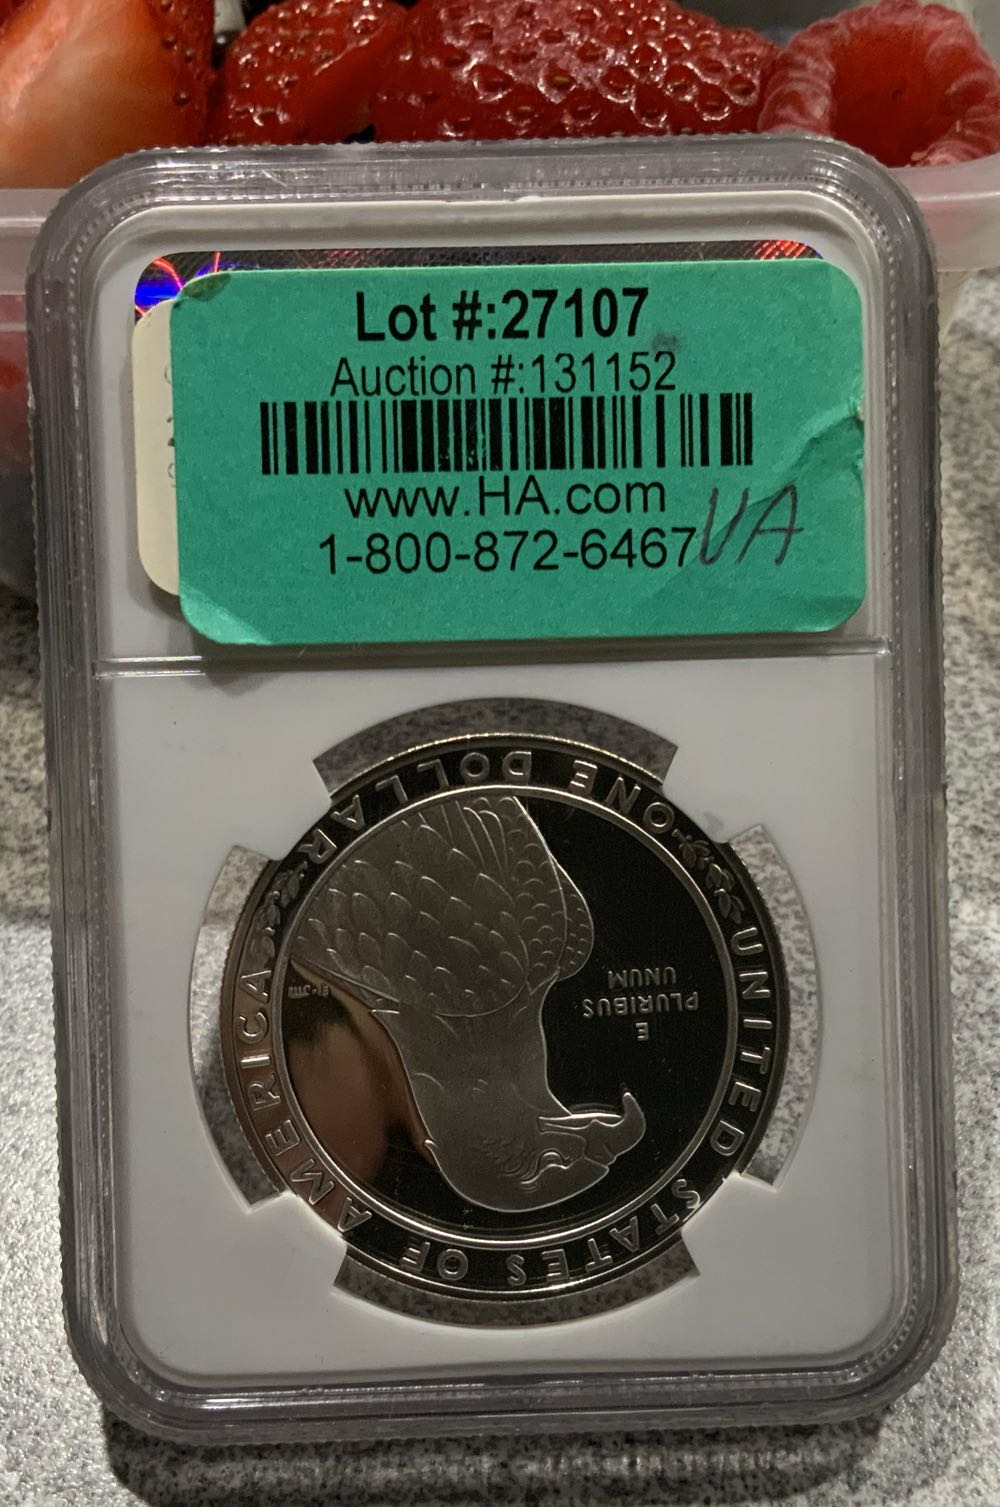 Lot #:27107
Auction #:131152
www.HA.com
1-800-872-6467
VA
UNITED STATES OF AMERICA
ONE DOLLAR
E
PLURIBUS
UNUM